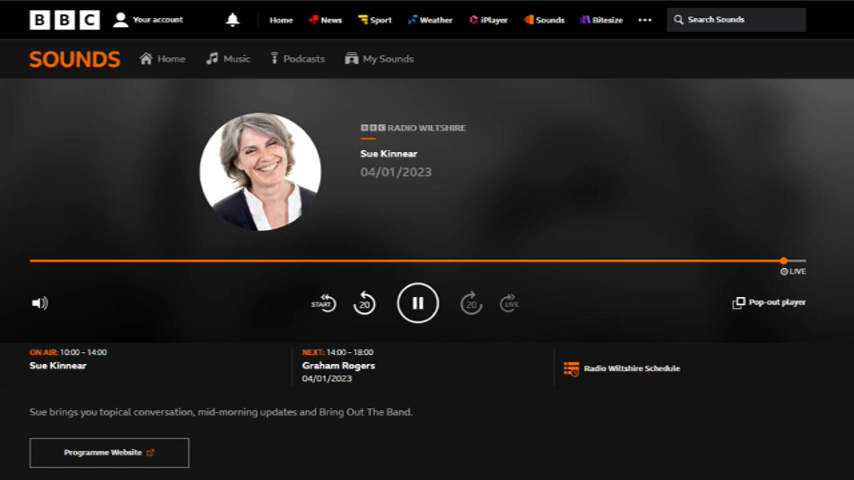 BBC Your account Home News Sport Weather iPlayer Sounds Bitesize Search Sounds
SOUNDS Home Music Podcasts My Sounds
BBC RADIO WILTSHIRE
Sue Kinnear
04/01/2023
LIVE
START 20 20 LIVE Pop-out player
ON AIR: 10:00 – 14:00
Sue Kinnear
NEXT: 14:00 – 18:00
Graham Rogers
04/01/2023
Radio Wiltshire Schedule
Sue brings you topical conversation, mid-morning updates and Bring Out The Band.
Programme Website